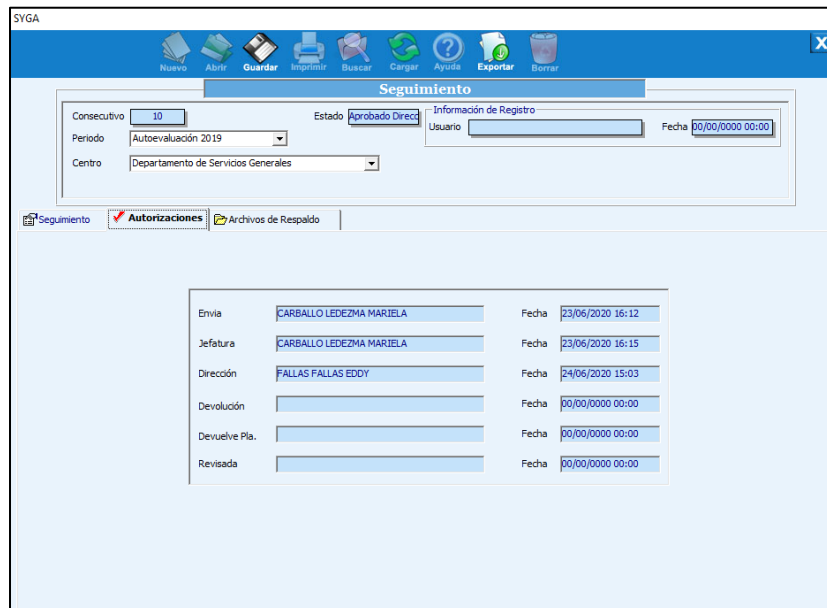 SYGA
Nuevo Abrir Guardar Imprimir Buscar Cargar Ayuda Exportar Borrar X
Seguimiento
Consecutivo 10 Estado Aprobado Direcc Información de Registro
Usuario Fecha 00/00/0000 00:00
Periodo Autoevaluación 2019
Centro Departamento de Servicios Generales
Seguimiento Autorizaciones Archivos de Respaldo
Envia CARBALLO LEDEZMA MARIELA Fecha 23/06/2020 16:12
Jefatura CARBALLO LEDEZMA MARIELA Fecha 23/06/2020 16:15
Dirección FALLAS FALLAS EDDY Fecha 24/06/2020 15:03
Devolución Fecha 00/00/0000 00:00
Devuelve Pla. Fecha 00/00/0000 00:00
Revisada Fecha 00/00/0000 00:00